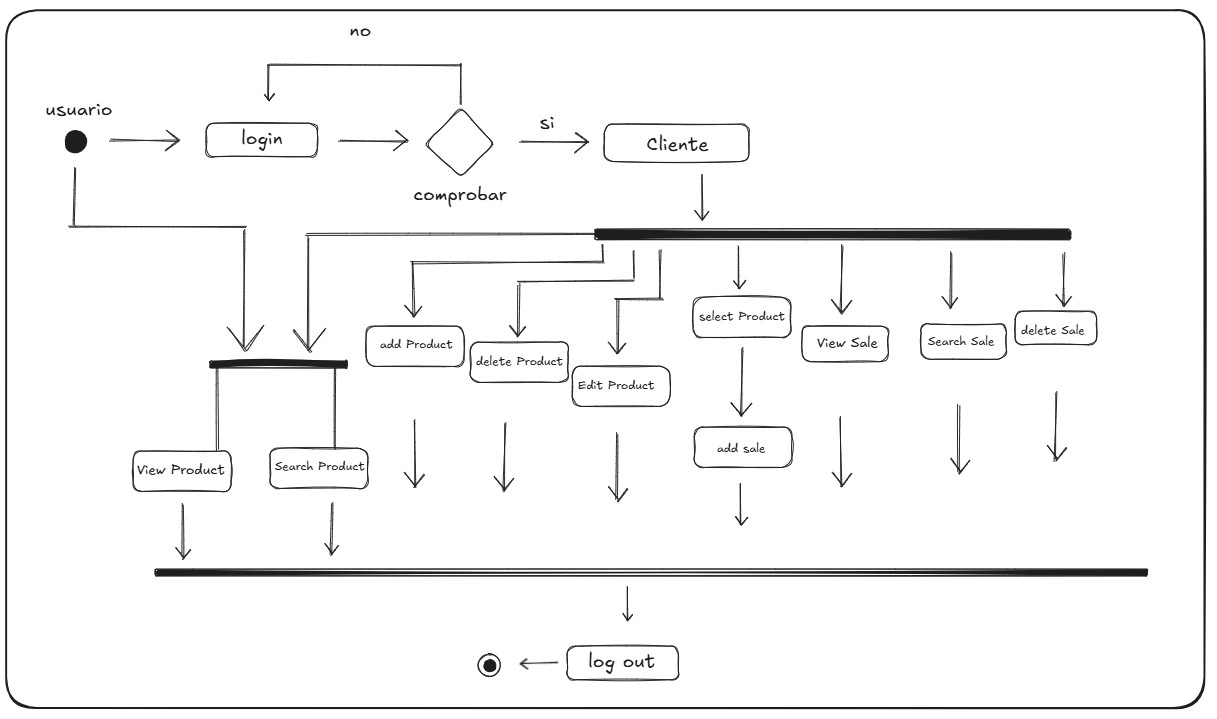 no
usuario
login
si
Cliente
comprobar
select Product
delete Sale
View Sale
Search Sale
add Product
delete Product
Edit Product
add sale
View Product
Search Product
log out